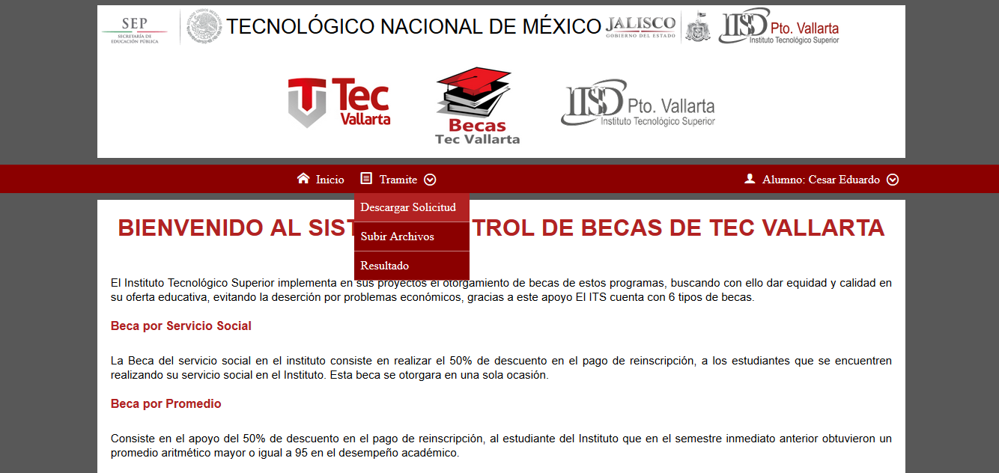 SEP
SECRETARÍA DE
EDUCACIÓN PÚBLICA
ESTADOS UNIDOS MEXICANOS
TECNOLÓGICO NACIONAL DE MÉXICO
JALISCO
GOBIERNO DEL ESTADO
ITS Pto. Vallarta
Instituto Tecnológico Superior
Tec
Vallarta
Becas
Tec Vallarta
ITS Pto. Vallarta
Instituto Tecnológico Superior
Inicio
Tramite
Alumno: Cesar Eduardo
Descargar Solicitud
Subir Archivos
Resultado
BIENVENIDO AL SIST TROL DE BECAS DE TEC VALLARTA
El Instituto Tecnológico Superior implementa en sus proyectos el otorgamiento de becas de estos programas, buscando con ello dar equidad y calidad en
su oferta educativa, evitando la deserción por problemas económicos, gracias a este apoyo El ITS cuenta con 6 tipos de becas.
Beca por Servicio Social
La Beca del servicio social en el instituto consiste en realizar el 50% de descuento en el pago de reinscripción, a los estudiantes que se encuentren
realizando su servicio social en el Instituto. Esta beca se otorgara en una sola ocasión.
Beca por Promedio
Consiste en el apoyo del 50% de descuento en el pago de reinscripción, al estudiante del Instituto que en el semestre inmediato anterior obtuvieron un
promedio aritmético mayor o igual a 95 en el desempeño académico.